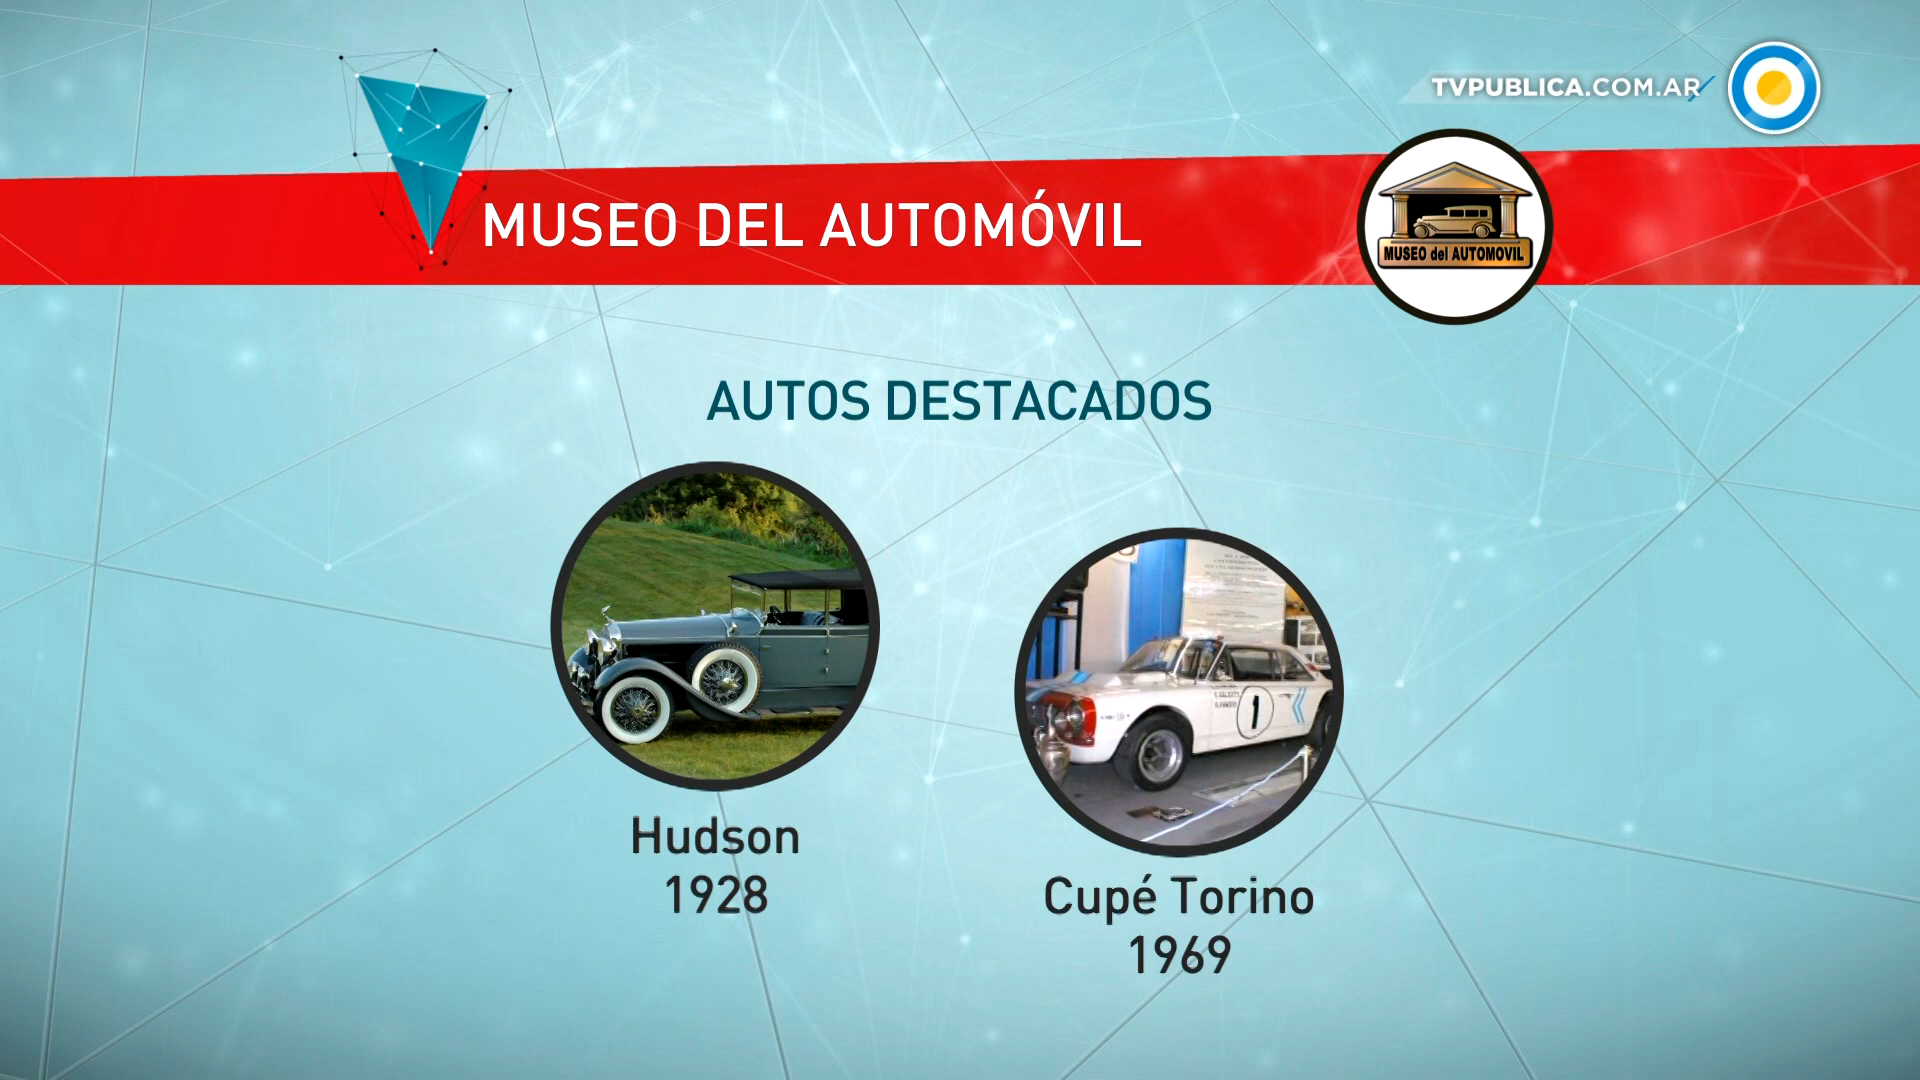 TVPUBLICA.COM.AR
MUSEO DEL AUTOMÓVIL
MUSEO del AUTOMOVIL
AUTOS DESTACADOS
1
Hudson
1928
Cupé Torino
1969